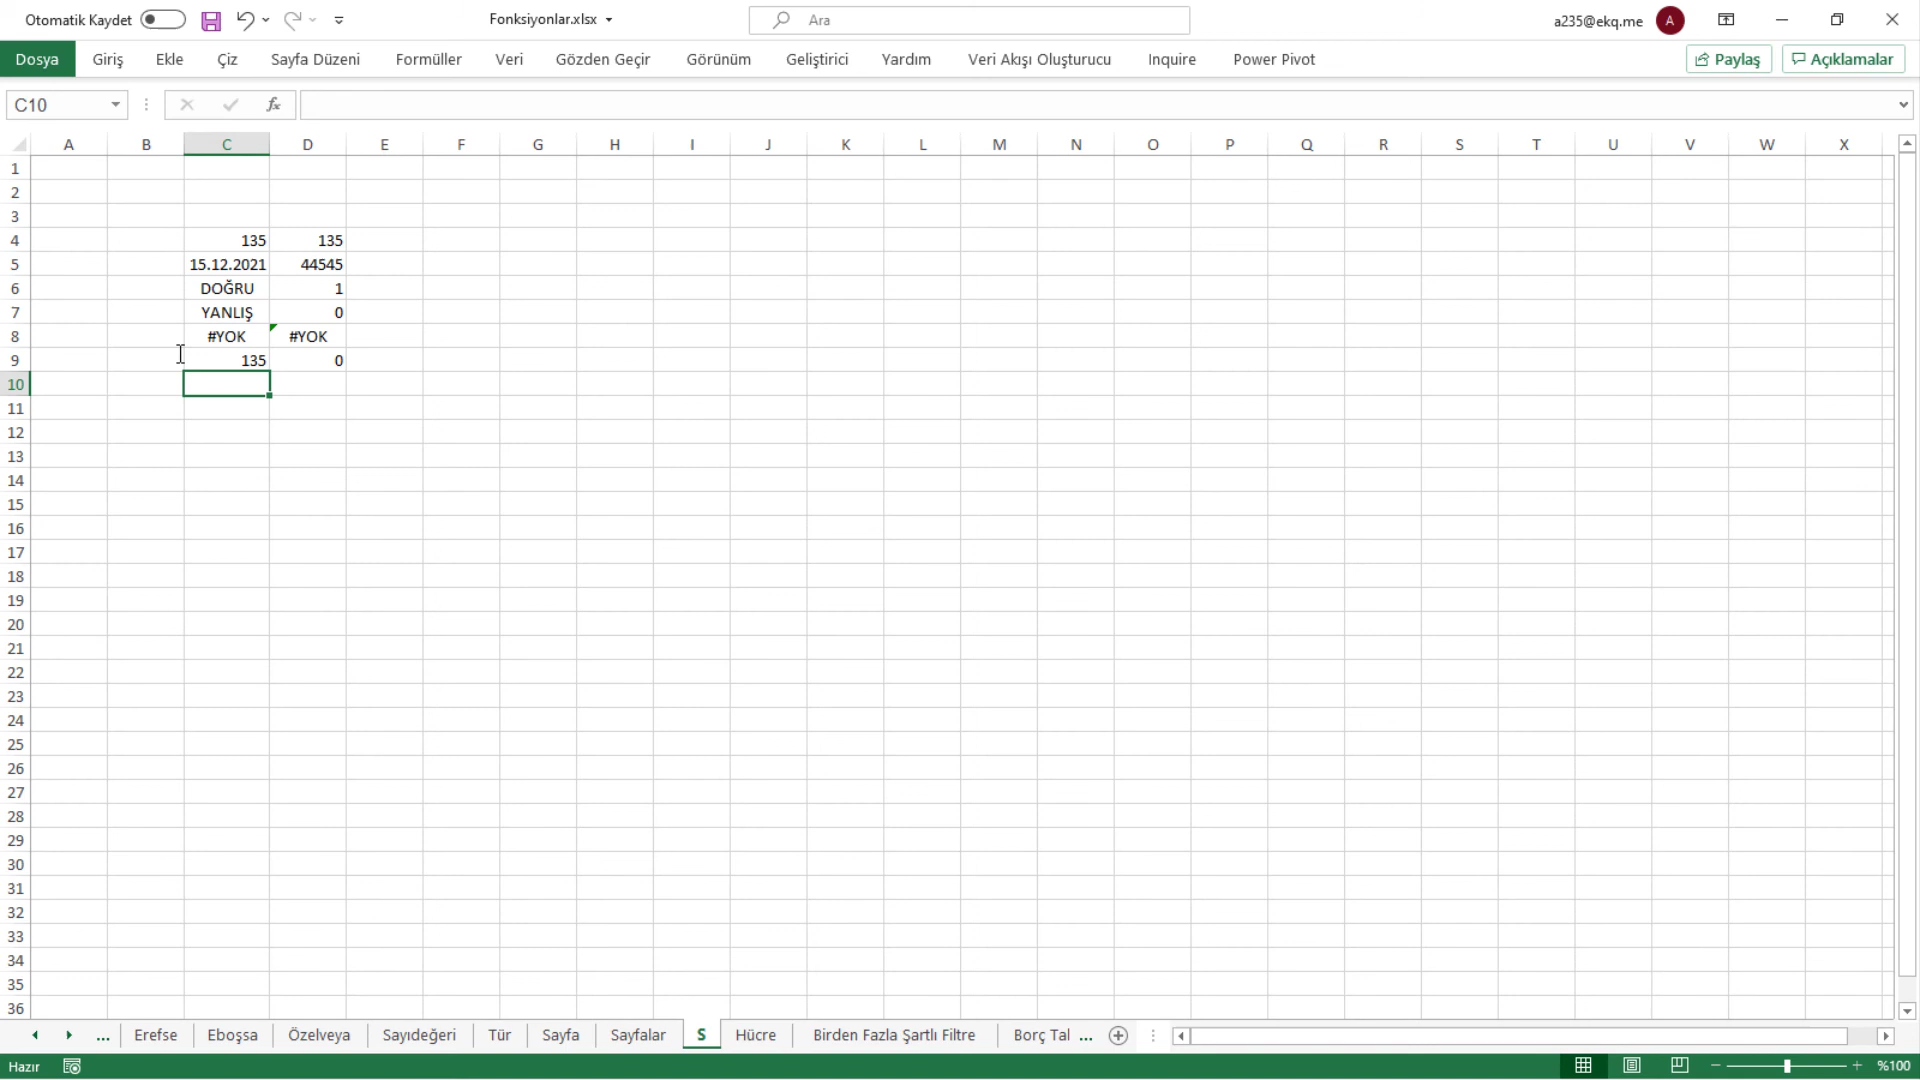 Otomatik Kaydet Fonksiyonlar.xlsx Ara a235@ekq.me A
Dosya Giriş Ekle Çiz Sayfa Düzeni Formüller Veri Gözden Geçir Görünüm Geliştirici Yardım Veri Akışı Oluşturucu Inquire Power Pivot Paylaş Açıklamalar
C10 fx
A B C D E F G H I J K L M N O P Q R S T U V W X
1
2
3
4 135 135
5 15.12.2021 44545
6 DOĞRU 1
7 YANLIŞ 0
8 #YOK #YOK
9 135 0
10
11
12
13
14
15
16
17
18
19
20
21
22
23
24
25
26
27
28
29
30
31
32
33
34
35
36
... Erefse Eboşsa Özelveya Sayıdeğeri Tür Sayfa Sayfalar S Hücre Birden Fazla Şartlı Filtre Borç Tal ...
Hazır %100